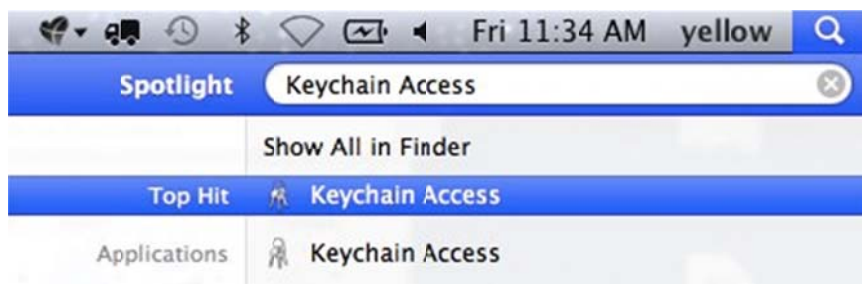 Fri 11:34 AM yellow
Spotlight Keychain Access
Show All in Finder
Top Hit Keychain Access
Applications Keychain Access